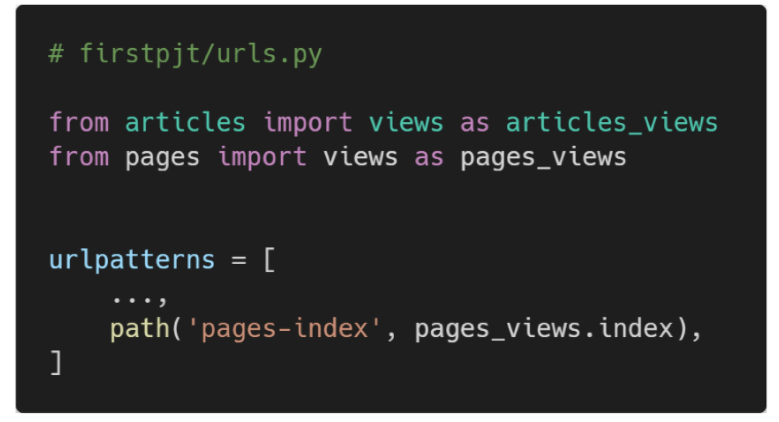 # firstpjt/urls.py
from articles import views as articles_views
from pages import views as pages_views
urlpatterns = [
    ...,
    path('pages-index', pages_views.index),
]